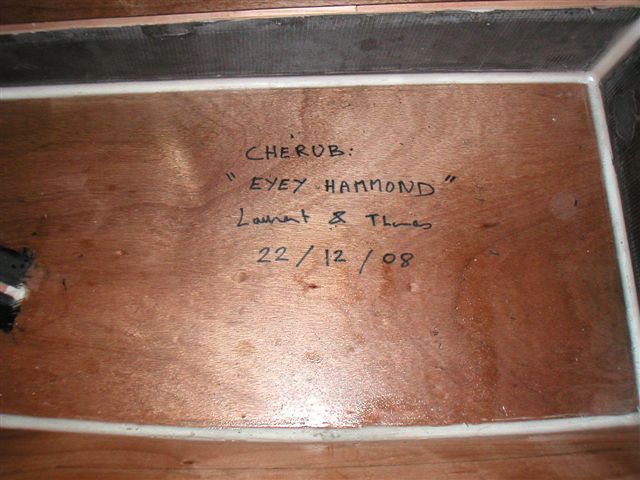 CHERUB:
"EYEY HAMMOND"
Laurent & Thomas
22/12/08